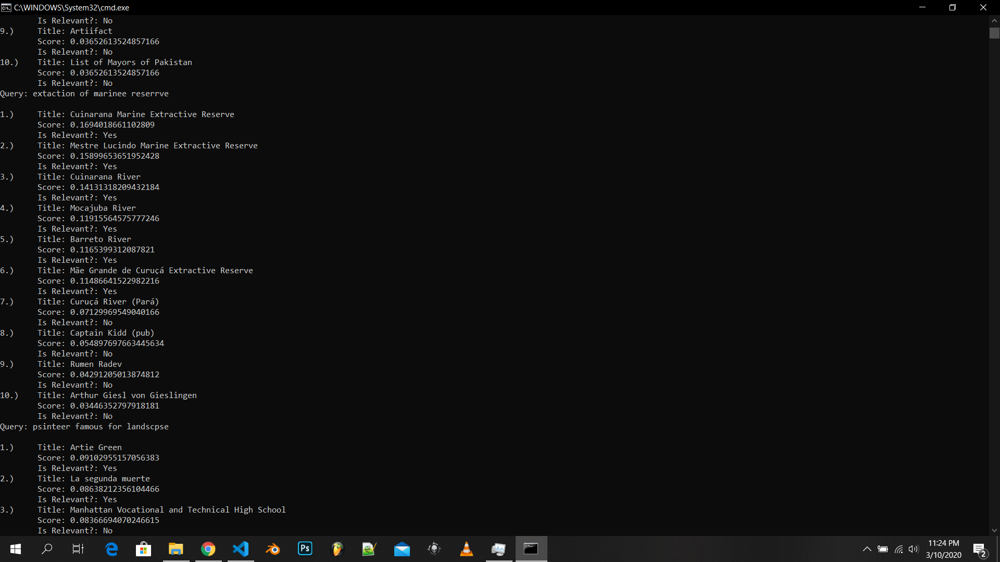 C:\WINDOWS\System32\cmd.exe
Is Relevant?: No
9.) Title: Artiifact
Score: 0.03652613524857166
Is Relevant?: No
10.) Title: List of Mayors of Pakistan
Score: 0.03652613524857166
Is Relevant?: No
Query: extaction of marinee reserrve
1.) Title: Cuinarana Marine Extractive Reserve
Score: 0.1694018661102809
Is Relevant?: Yes
2.) Title: Mestre Lucindo Marine Extractive Reserve
Score: 0.15899653651952428
Is Relevant?: Yes
3.) Title: Cuinarana River
Score: 0.14131318209432184
Is Relevant?: Yes
4.) Title: Mocajuba River
Score: 0.11915564575777246
Is Relevant?: Yes
5.) Title: Barreto River
Score: 0.1165399312087821
Is Relevant?: Yes
6.) Title: Mãe Grande de Curuçá Extractive Reserve
Score: 0.11486641522982216
Is Relevant?: Yes
7.) Title: Curuçá River (Pará)
Score: 0.07129969549040166
Is Relevant?: No
8.) Title: Captain Kidd (pub)
Score: 0.054897697663445634
Is Relevant?: No
9.) Title: Rumen Radev
Score: 0.04291205013874812
Is Relevant?: No
10.) Title: Arthur Giesl von Gieslingen
Score: 0.03446352797918181
Is Relevant?: No
Query: psinteer famous for landscpse
1.) Title: Artie Green
Score: 0.09102955157056383
Is Relevant?: Yes
2.) Title: La segunda muerte
Score: 0.08638212356104466
Is Relevant?: Yes
3.) Title: Manhattan Vocational and Technical High School
Score: 0.08366694070246615
Is Relevant?: No
Ps
11:24 PM
3/10/2020
2